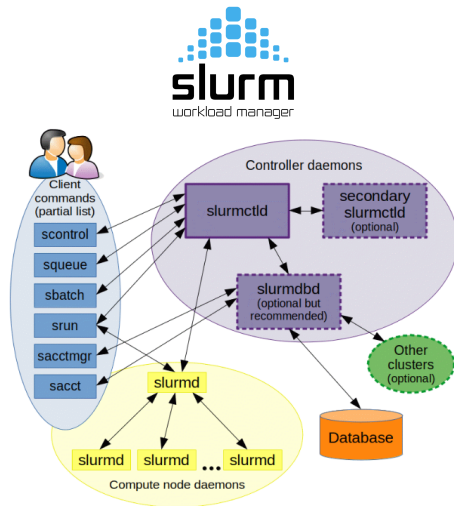 slurm
workload manager
Client
commands
(partial list)
scontrol
squeue
sbatch
srun
sacctmgr
sacct
Controller daemons
slurmctld
secondary
slurmctld
(optional)
slurmdbd
(optional but
recommended)
Other
clusters
(optional)
Database
slurmd
slurmd slurmd ... slurmd
Compute node daemons